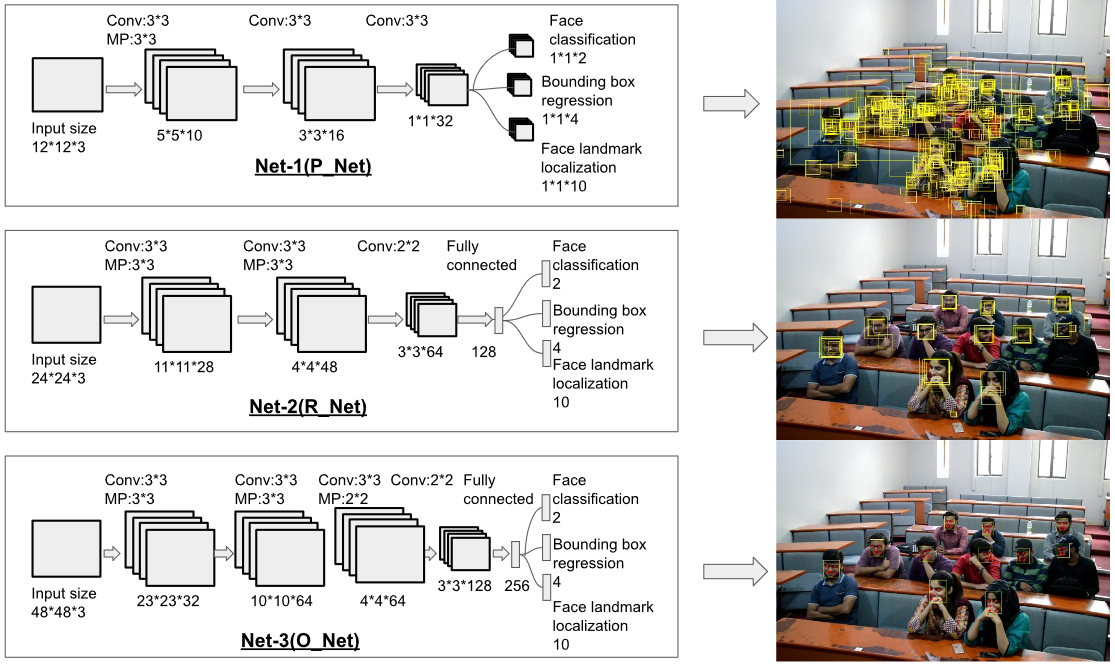 Conv:3*3
MP:3*3
Conv:3*3
Conv:3*3
Face
classification
1*1*2
Bounding box
regression
1*1*4
Face landmark
localization
1*1*10
Input size
12*12*3
5*5*10
3*3*16
1*1*32
Net-1(P_Net)
Conv:3*3
MP:3*3
Conv:3*3
MP:3*3
Conv:2*2
Fully
connected
Face
classification
2
Bounding box
regression
4
Face landmark
localization
10
Input size
24*24*3
11*11*28
4*4*48
3*3*64
128
Net-2(R_Net)
Conv:3*3
MP:3*3
Conv:3*3
MP:3*3
Conv:3*3
MP:2*2
Conv:2*2
Fully
connected
Face
classification
2
Bounding box
regression
4
Face landmark
localization
10
Input size
48*48*3
23*23*32
10*10*64
4*4*64
3*3*128
256
Net-3(O_Net)